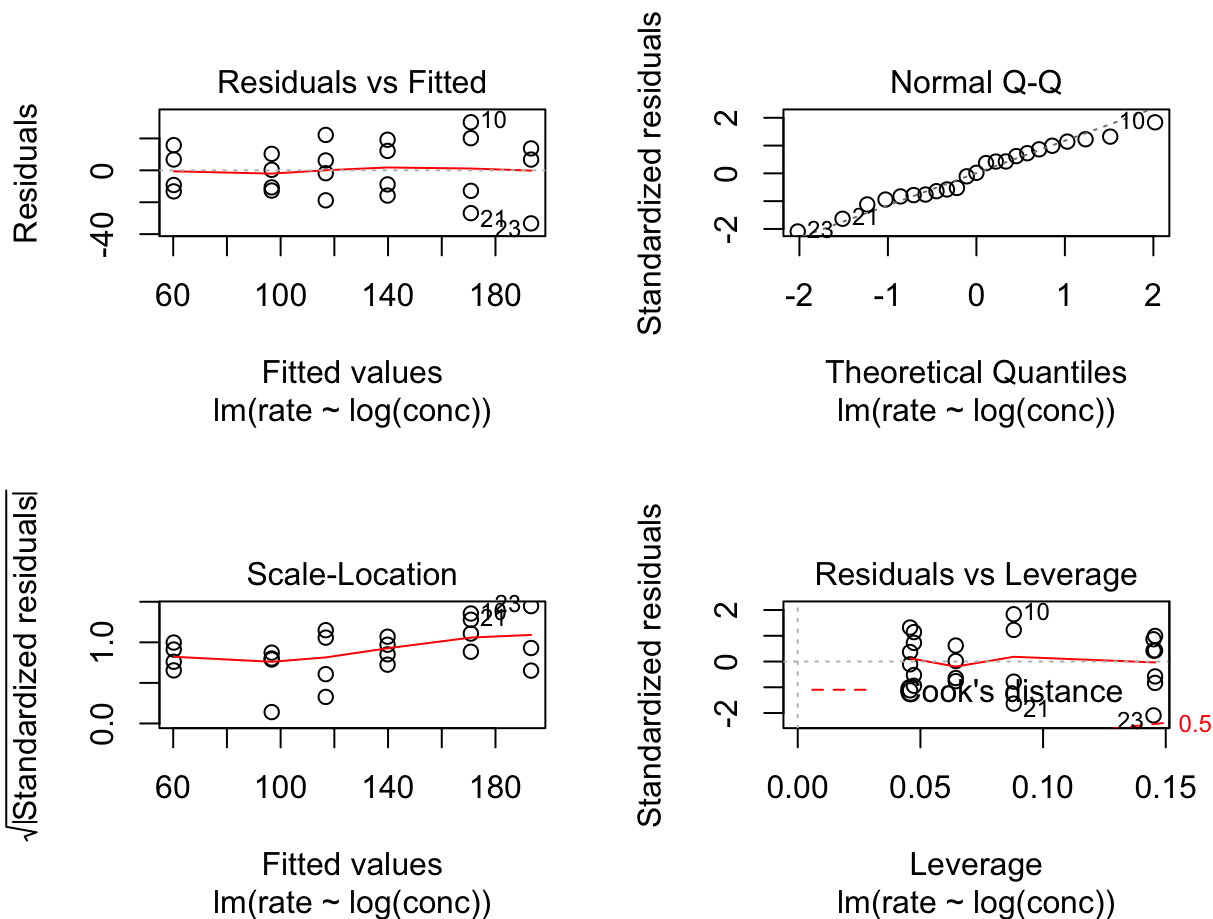 Residuals vs Fitted
Residuals
0
-40
10
21
23
60 100 140 180
Fitted values
lm(rate ~ log(conc))
Normal Q-Q
Standardized residuals
2
0
-2
10
21
23
-2 -1 0 1 2
Theoretical Quantiles
lm(rate ~ log(conc))
Scale-Location
√|Standardized residuals|
1.0
0.0
23
21
60 100 140 180
Fitted values
lm(rate ~ log(conc))
Residuals vs Leverage
Standardized residuals
2
0
-2
10
Cook's distance
21
23
0.5
0.00 0.05 0.10 0.15
Leverage
lm(rate ~ log(conc))